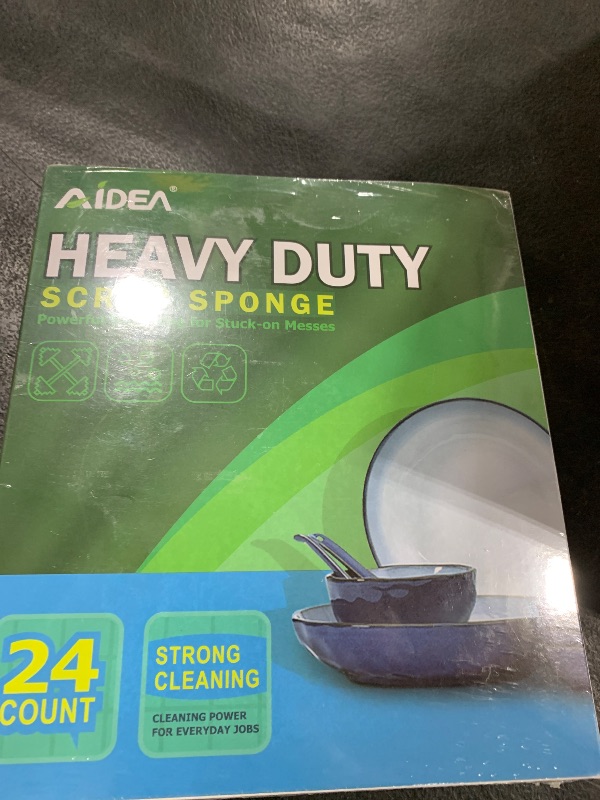 AIDEA®
HEAVY DUTY
SPONGE
for Stuck-on Messes
24
COUNT
STRONG
CLEANING
CLEANING POWER
FOR EVERYDAY JOBS